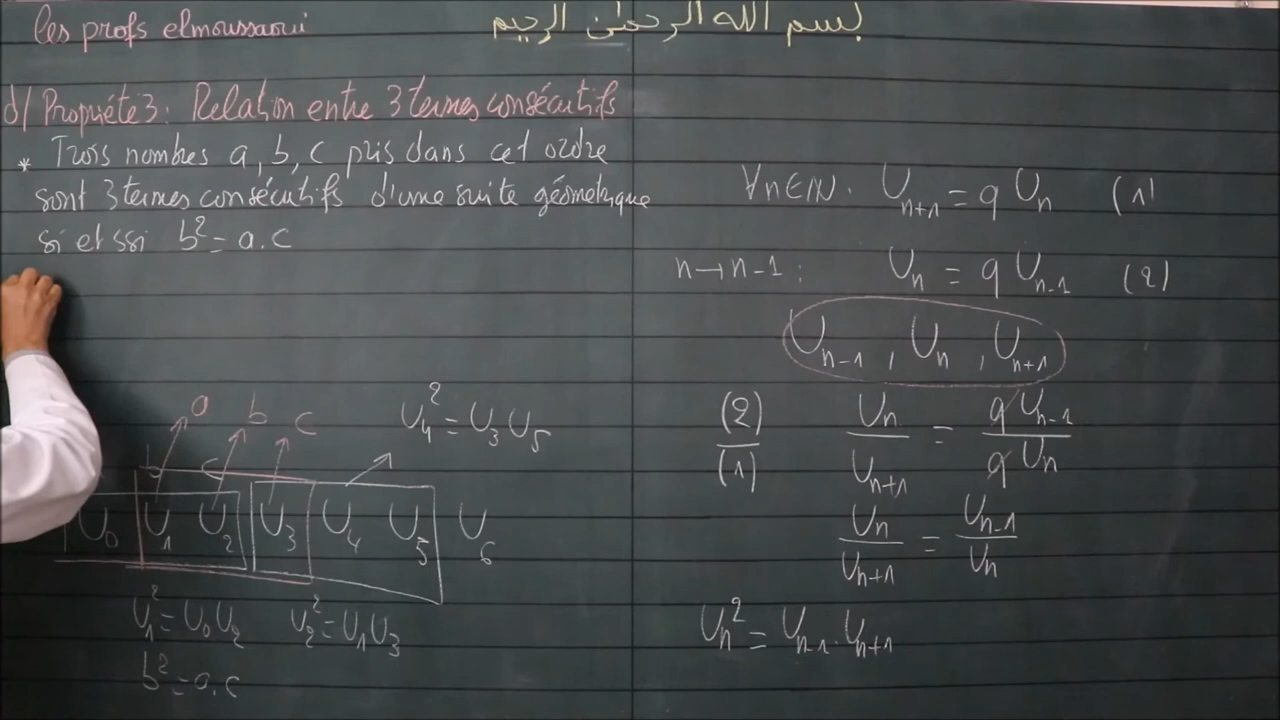 les profs elmoussaoui
بسم الله الرحمان الرحيم
d/ Propriété 3: Relation entre 3 termes consécutifs
* Trois nombres a, b, c pris dans cet ordre
sont 3 termes consécutifs d'une suite géométrique
si et ssi b² = a.c
a b c
U₄² = U₃ U₅
b c
U₀ U₁ U₂ U₃ U₄ U₅ U₆
U₁² = U₀ U₂ U₂² = U₁ U₃
b² = a.c
∀n∈IN. Uₙ₊₁ = q Uₙ (1)
n → n-1: Uₙ = q Uₙ₋₁ (2)
Uₙ₋₁, Uₙ, Uₙ₊₁
(2)/(1) Uₙ/Uₙ₊₁ = q Uₙ₋₁/q Uₙ
Uₙ/Uₙ₊₁ = Uₙ₋₁/Uₙ
Uₙ² = Uₙ₋₁ . Uₙ₊₁